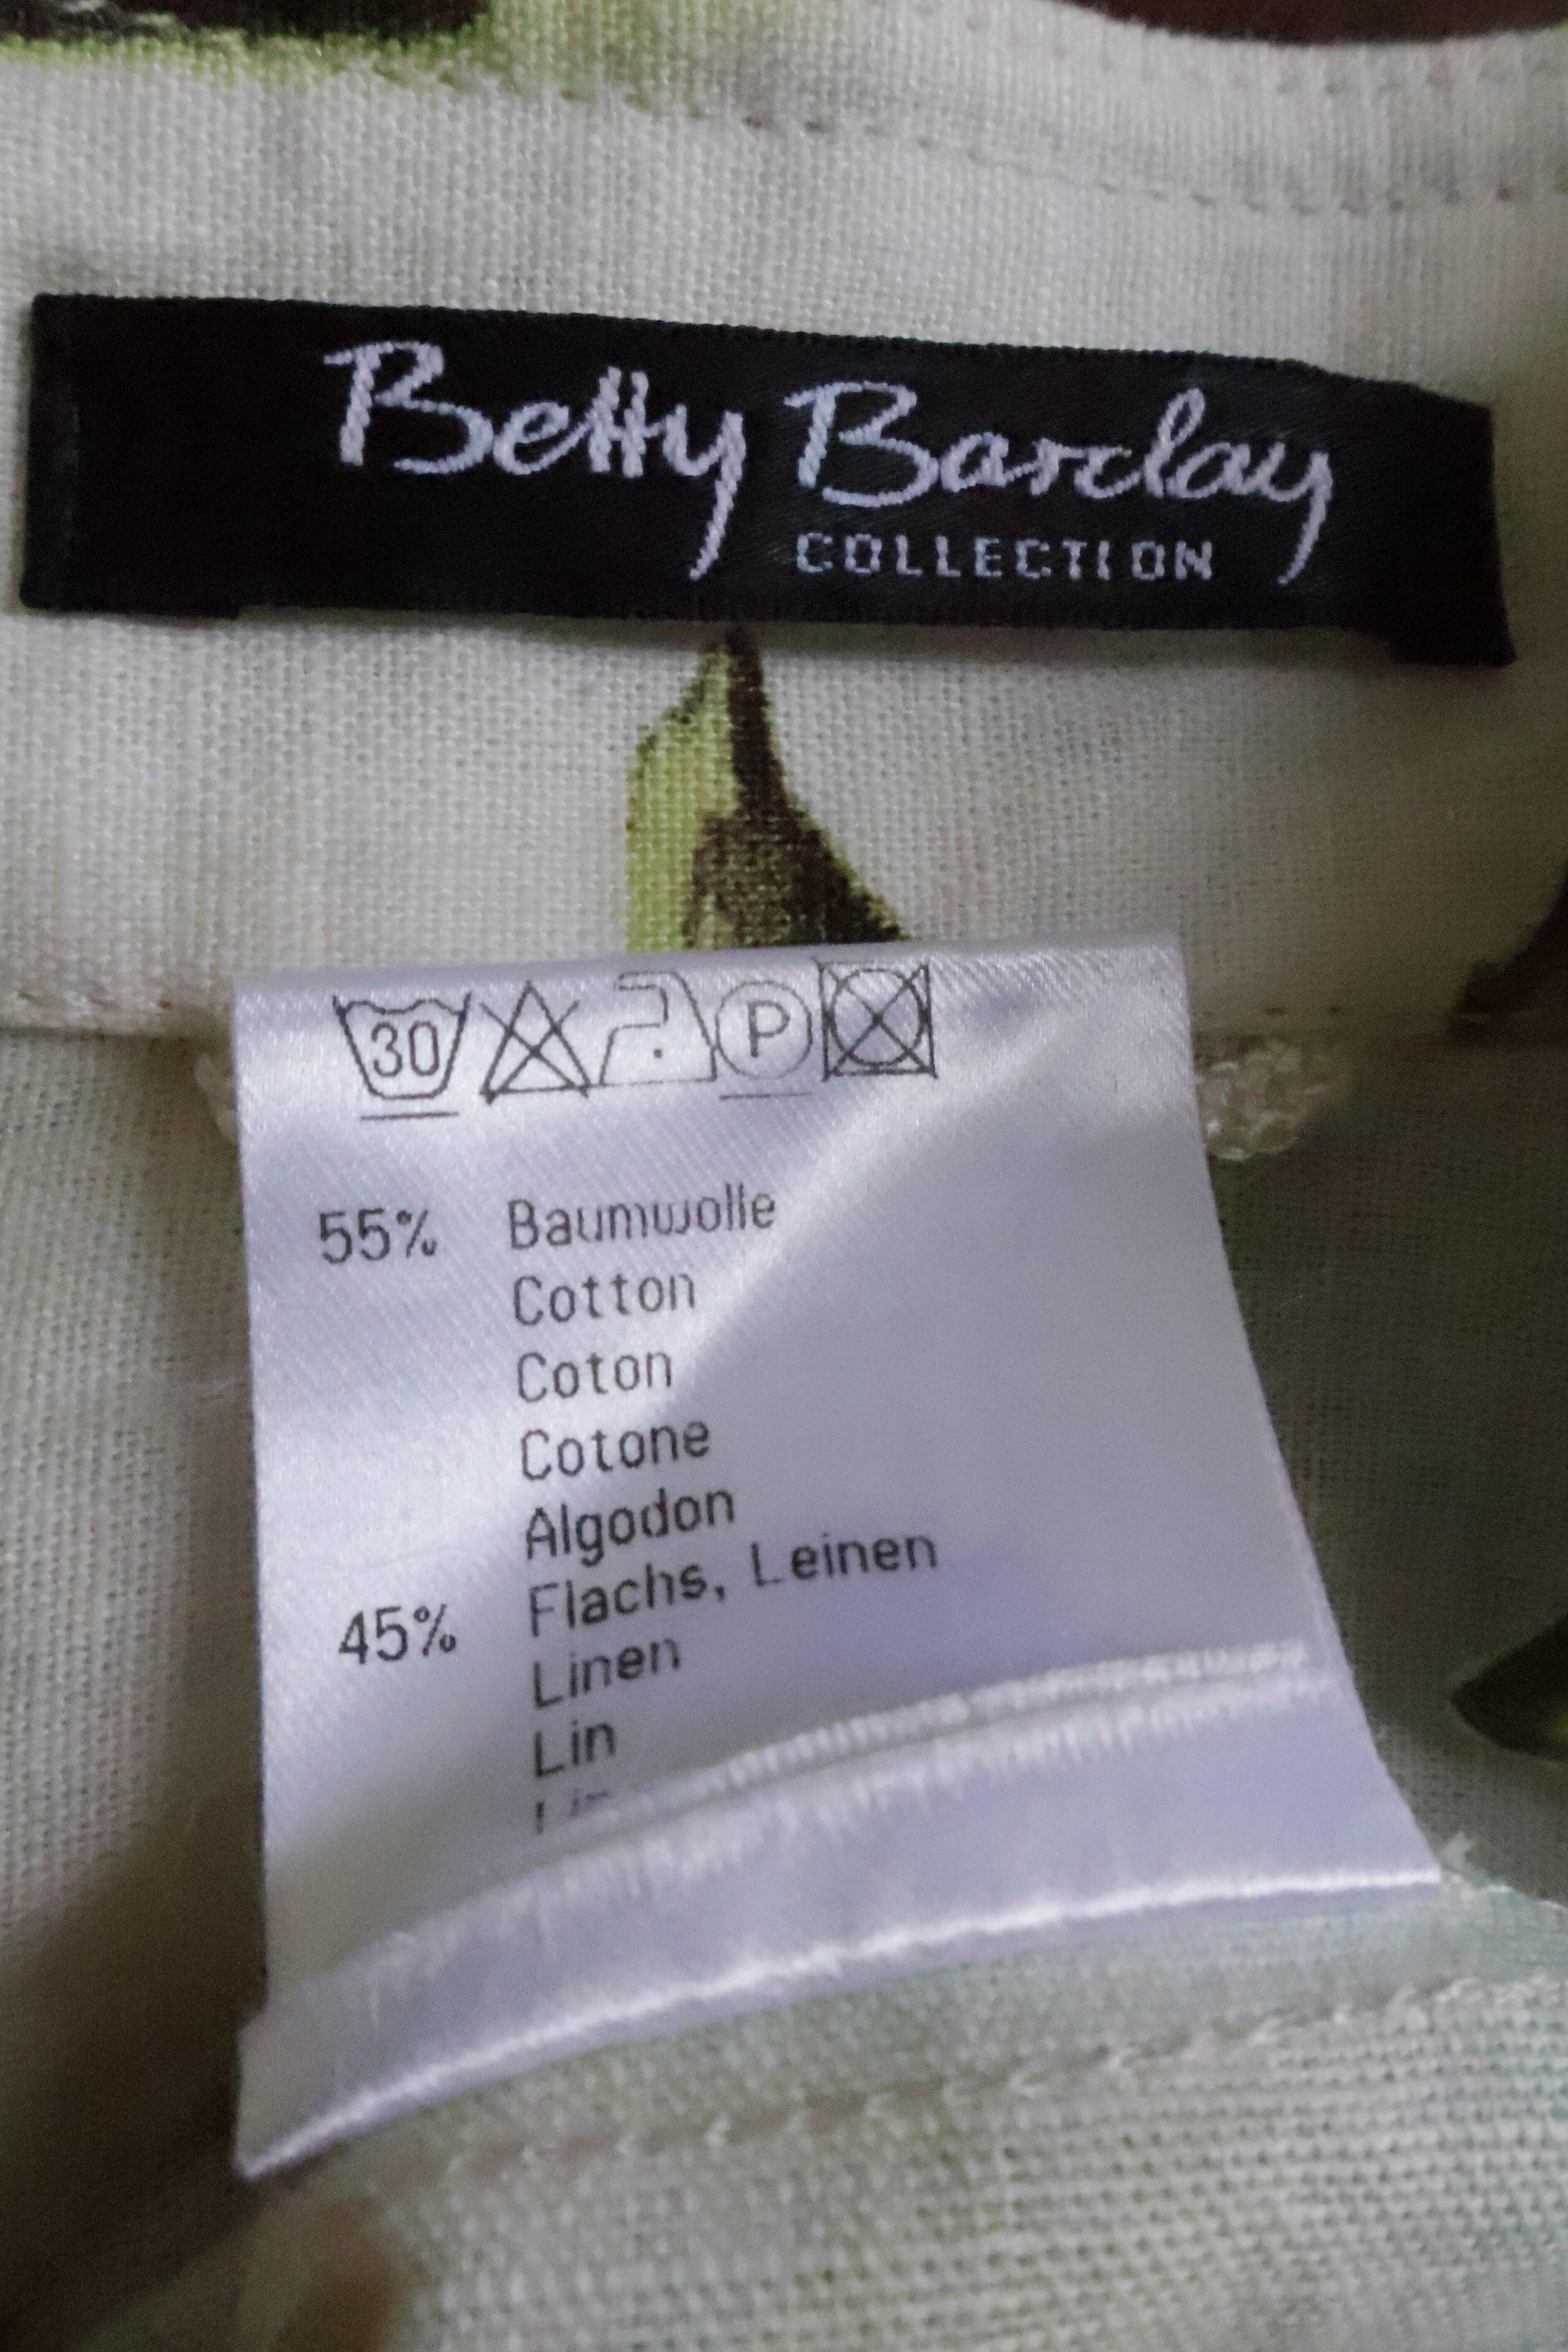 Betty Barclay
COLLECTION
30 P
55% Baumwolle
Cotton
Coton
Cotone
Algodon
45% Flachs, Leinen
Linen
Lin